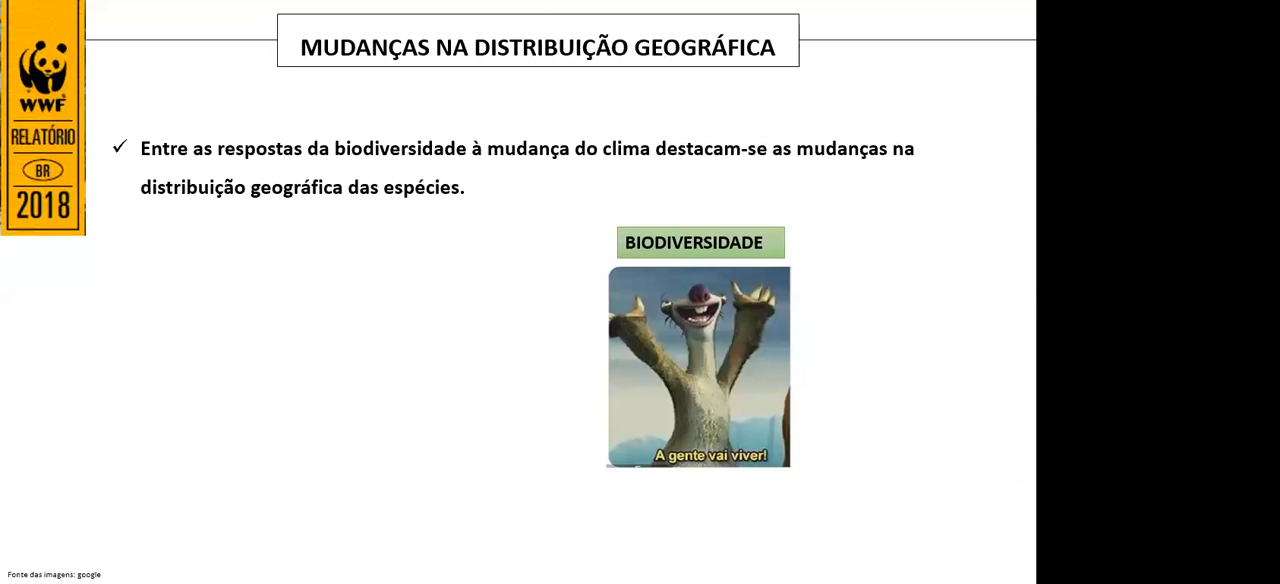 MUDANÇAS NA DISTRIBUIÇÃO GEOGRÁFICA
WWF
RELATÓRIO
BR
2018
Entre as respostas da biodiversidade à mudança do clima destacam-se as mudanças na
distribuição geográfica das espécies.
BIODIVERSIDADE
A gente vai viver!
Fonte das imagens: google